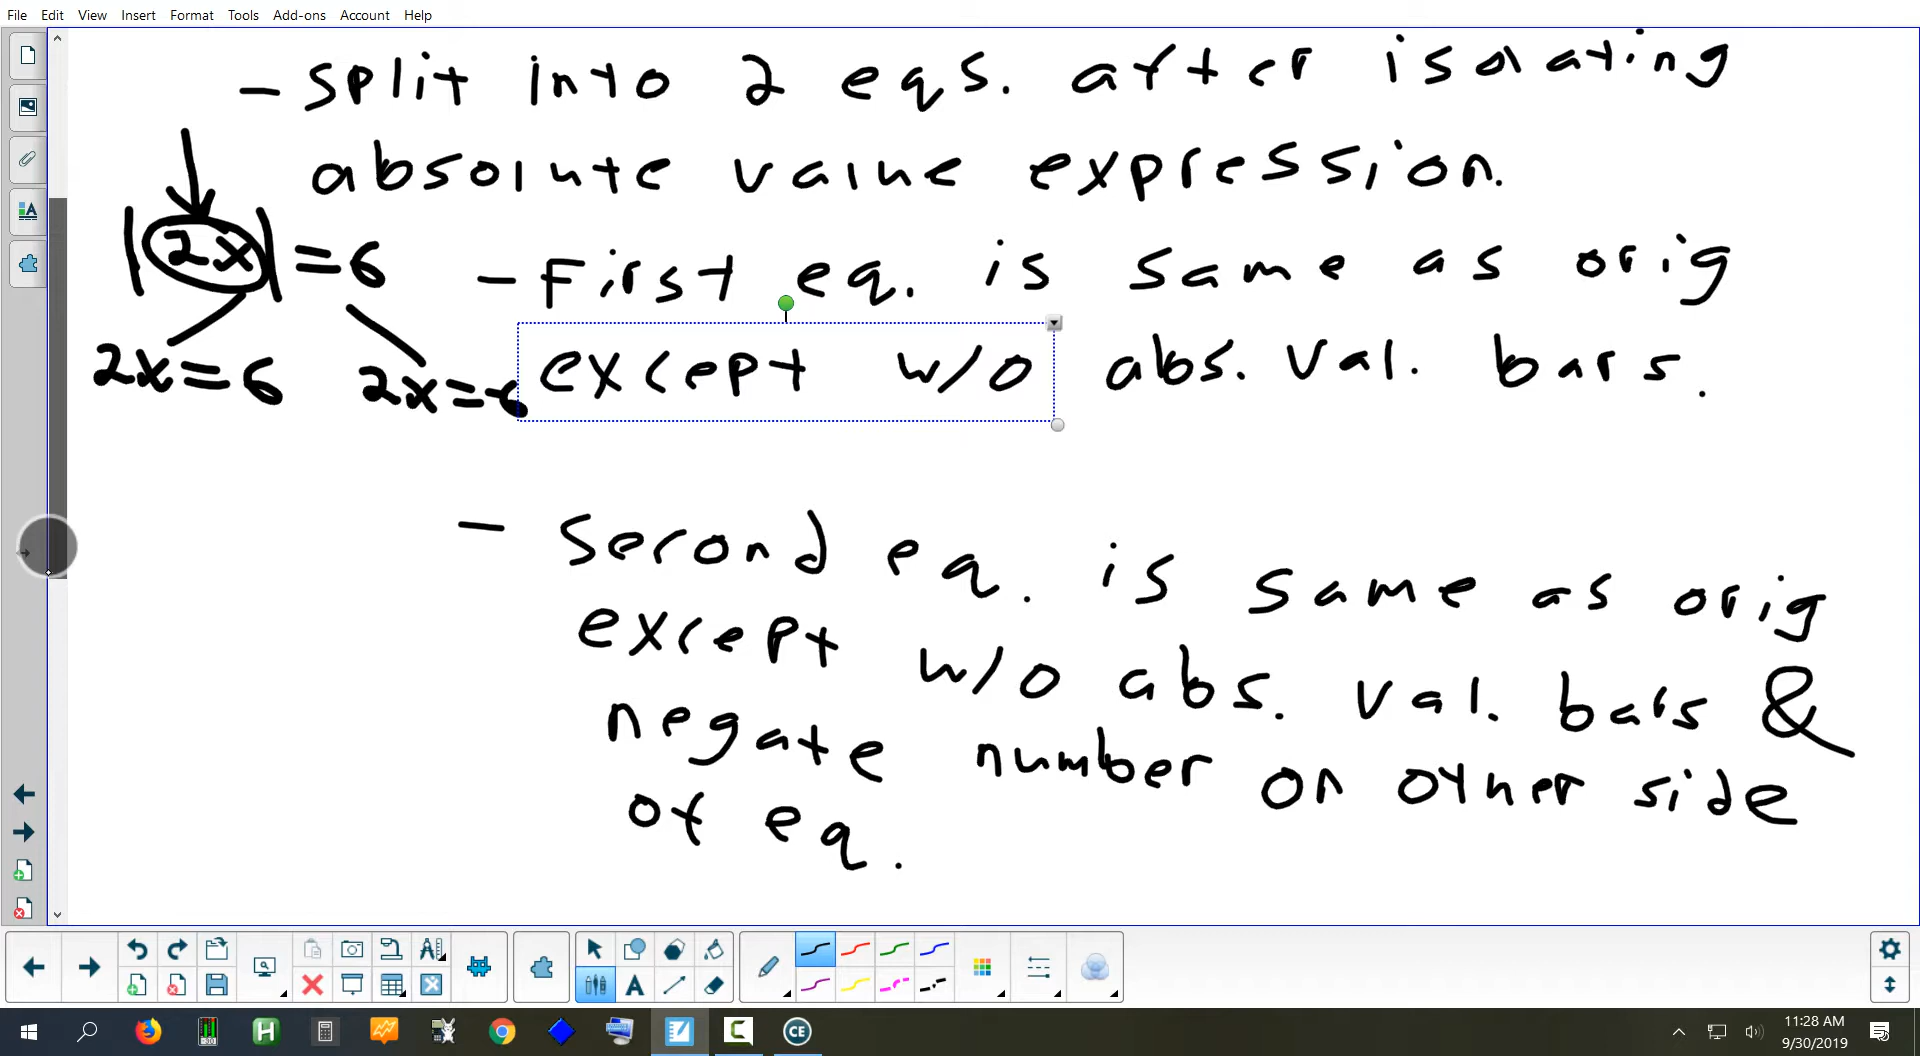 File Edit View Insert Format Tools Add-ons Account Help
- split into 2 eqs. after isolating
absolute value expression.
|2x| = 6
- First eq. is same as orig
except w/o abs. val. bars.
2x = 6 2x = -6
- Second eq. is same as orig
except w/o abs. val. bars &
negate number on other side
of eq.
11:28 AM
9/30/2019